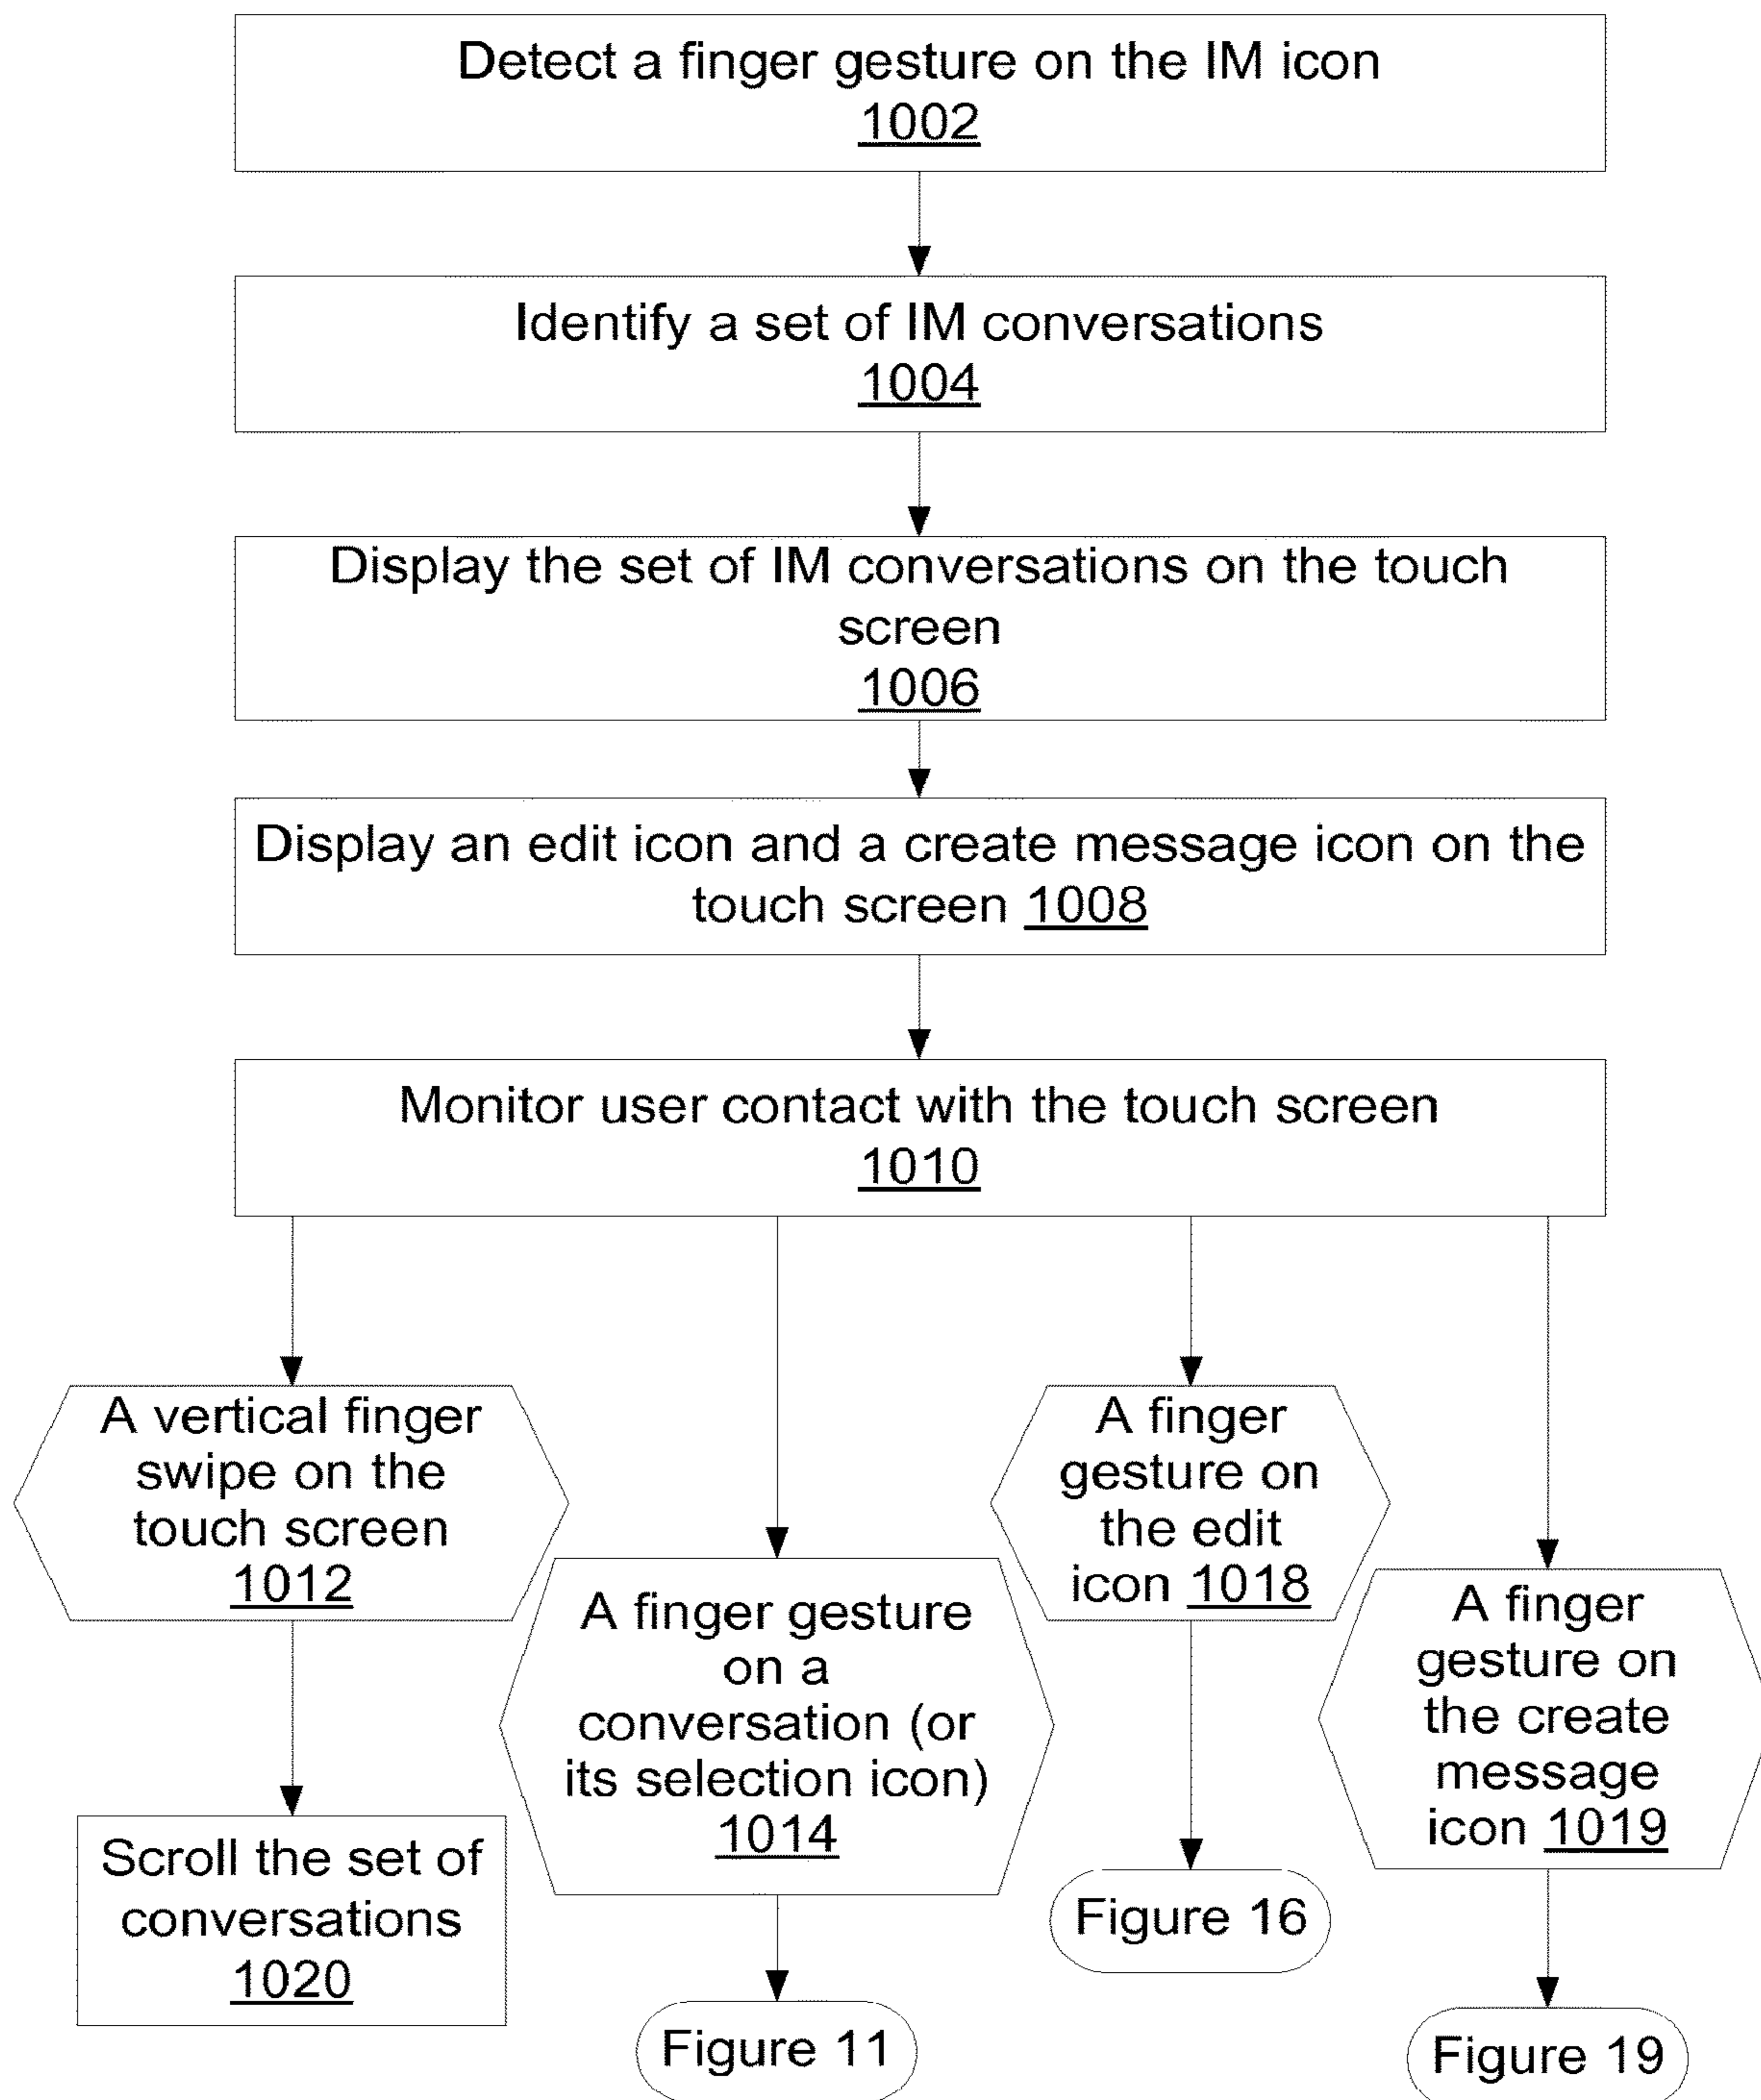 Detect a finger gesture on the IM icon
1002
Identify a set of IM conversations
1004
Display the set of IM conversations on the touch
screen
1006
Display an edit icon and a create message icon on the
touch screen 1008
Monitor user contact with the touch screen
1010
A vertical finger
swipe on the
touch screen
1012
Scroll the set of
conversations
1020
A finger gesture
on a
conversation (or
its selection icon)
1014
Figure 11
A finger
gesture on
the edit
icon 1018
Figure 16
A finger
gesture on
the create
message
icon 1019
Figure 19